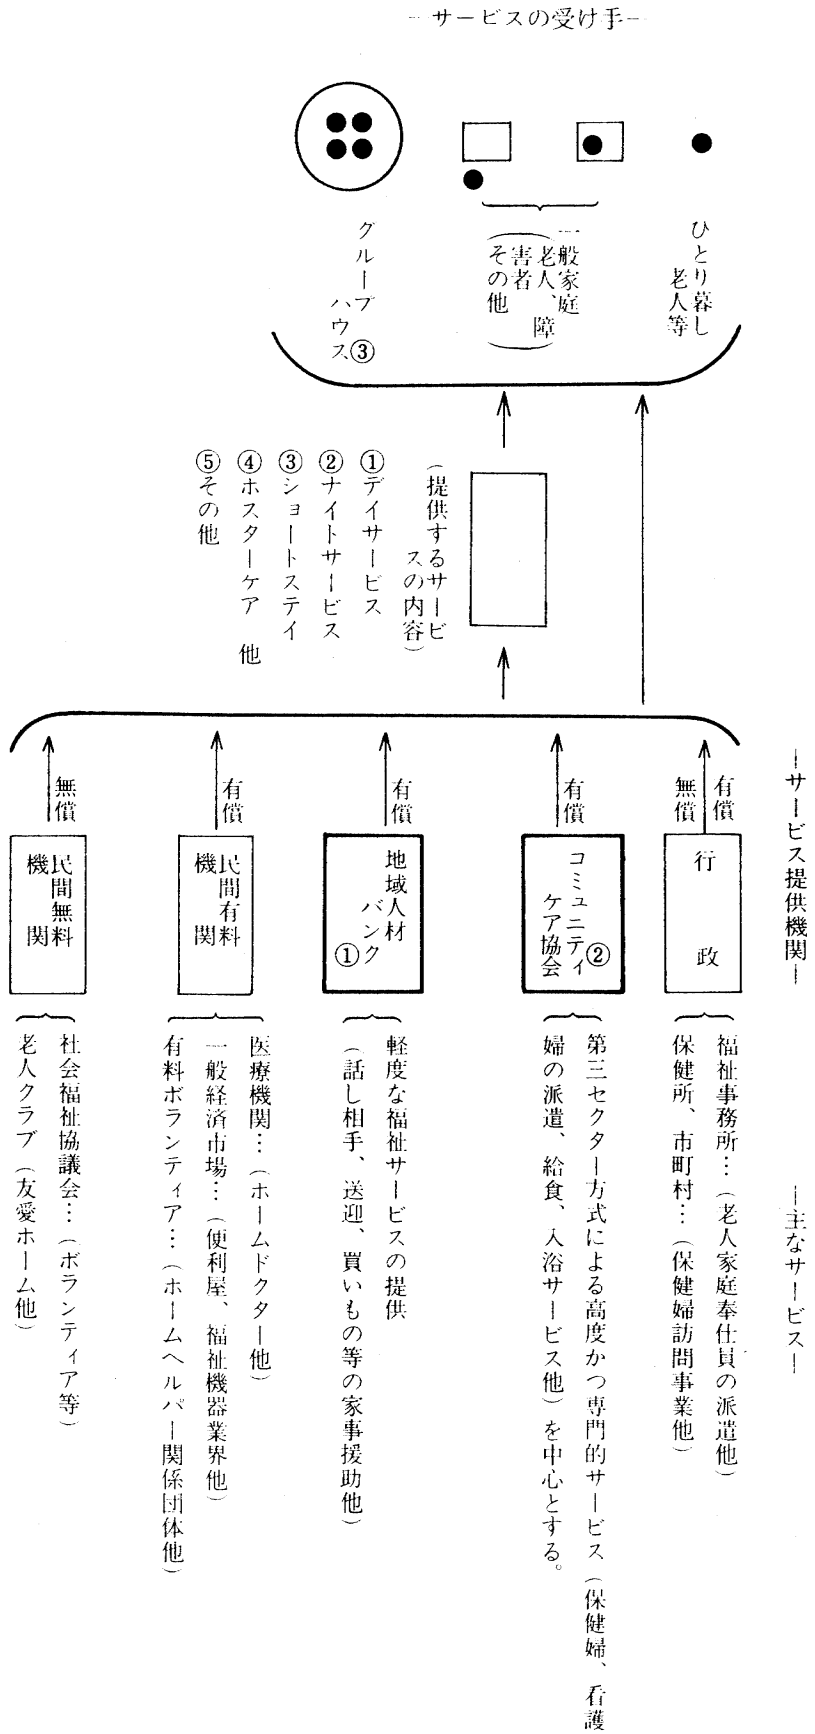 ―サービスの受け手―
ひとり暮し
老人等
一般家庭
(老人、障
害者
その他)
グループ
ハウス③
(提供するサービ
スの内容)
①デイサービス
②ナイトサービス
③ショートステイ
④ホスターケア 他
⑤その他
―サービス提供機関―
有償
無償
行政
有償
コミュニティ
ケア協会②
有償
地域人材
バンク①
有償
民間有料
機関
無償
民間無料
機関
―主なサービス―
福祉事務所…(老人家庭奉仕員の派遣他)
保健所、市町村…(保健婦訪問事業他)
第三セクター方式による高度かつ専門的サービス(保健婦、看護
婦の派遣、給食、入浴サービス他)を中心とする。
軽度な福祉サービスの提供
(話し相手、送迎、買いもの等の家事援助他)
医療機関…(ホームドクター他)
一般経済市場…(便利屋、福祉機器業界他)
有料ボランティア…(ホームヘルパー関係団体他)
社会福祉協議会…(ボランティア等)
老人クラブ(友愛ホーム他)